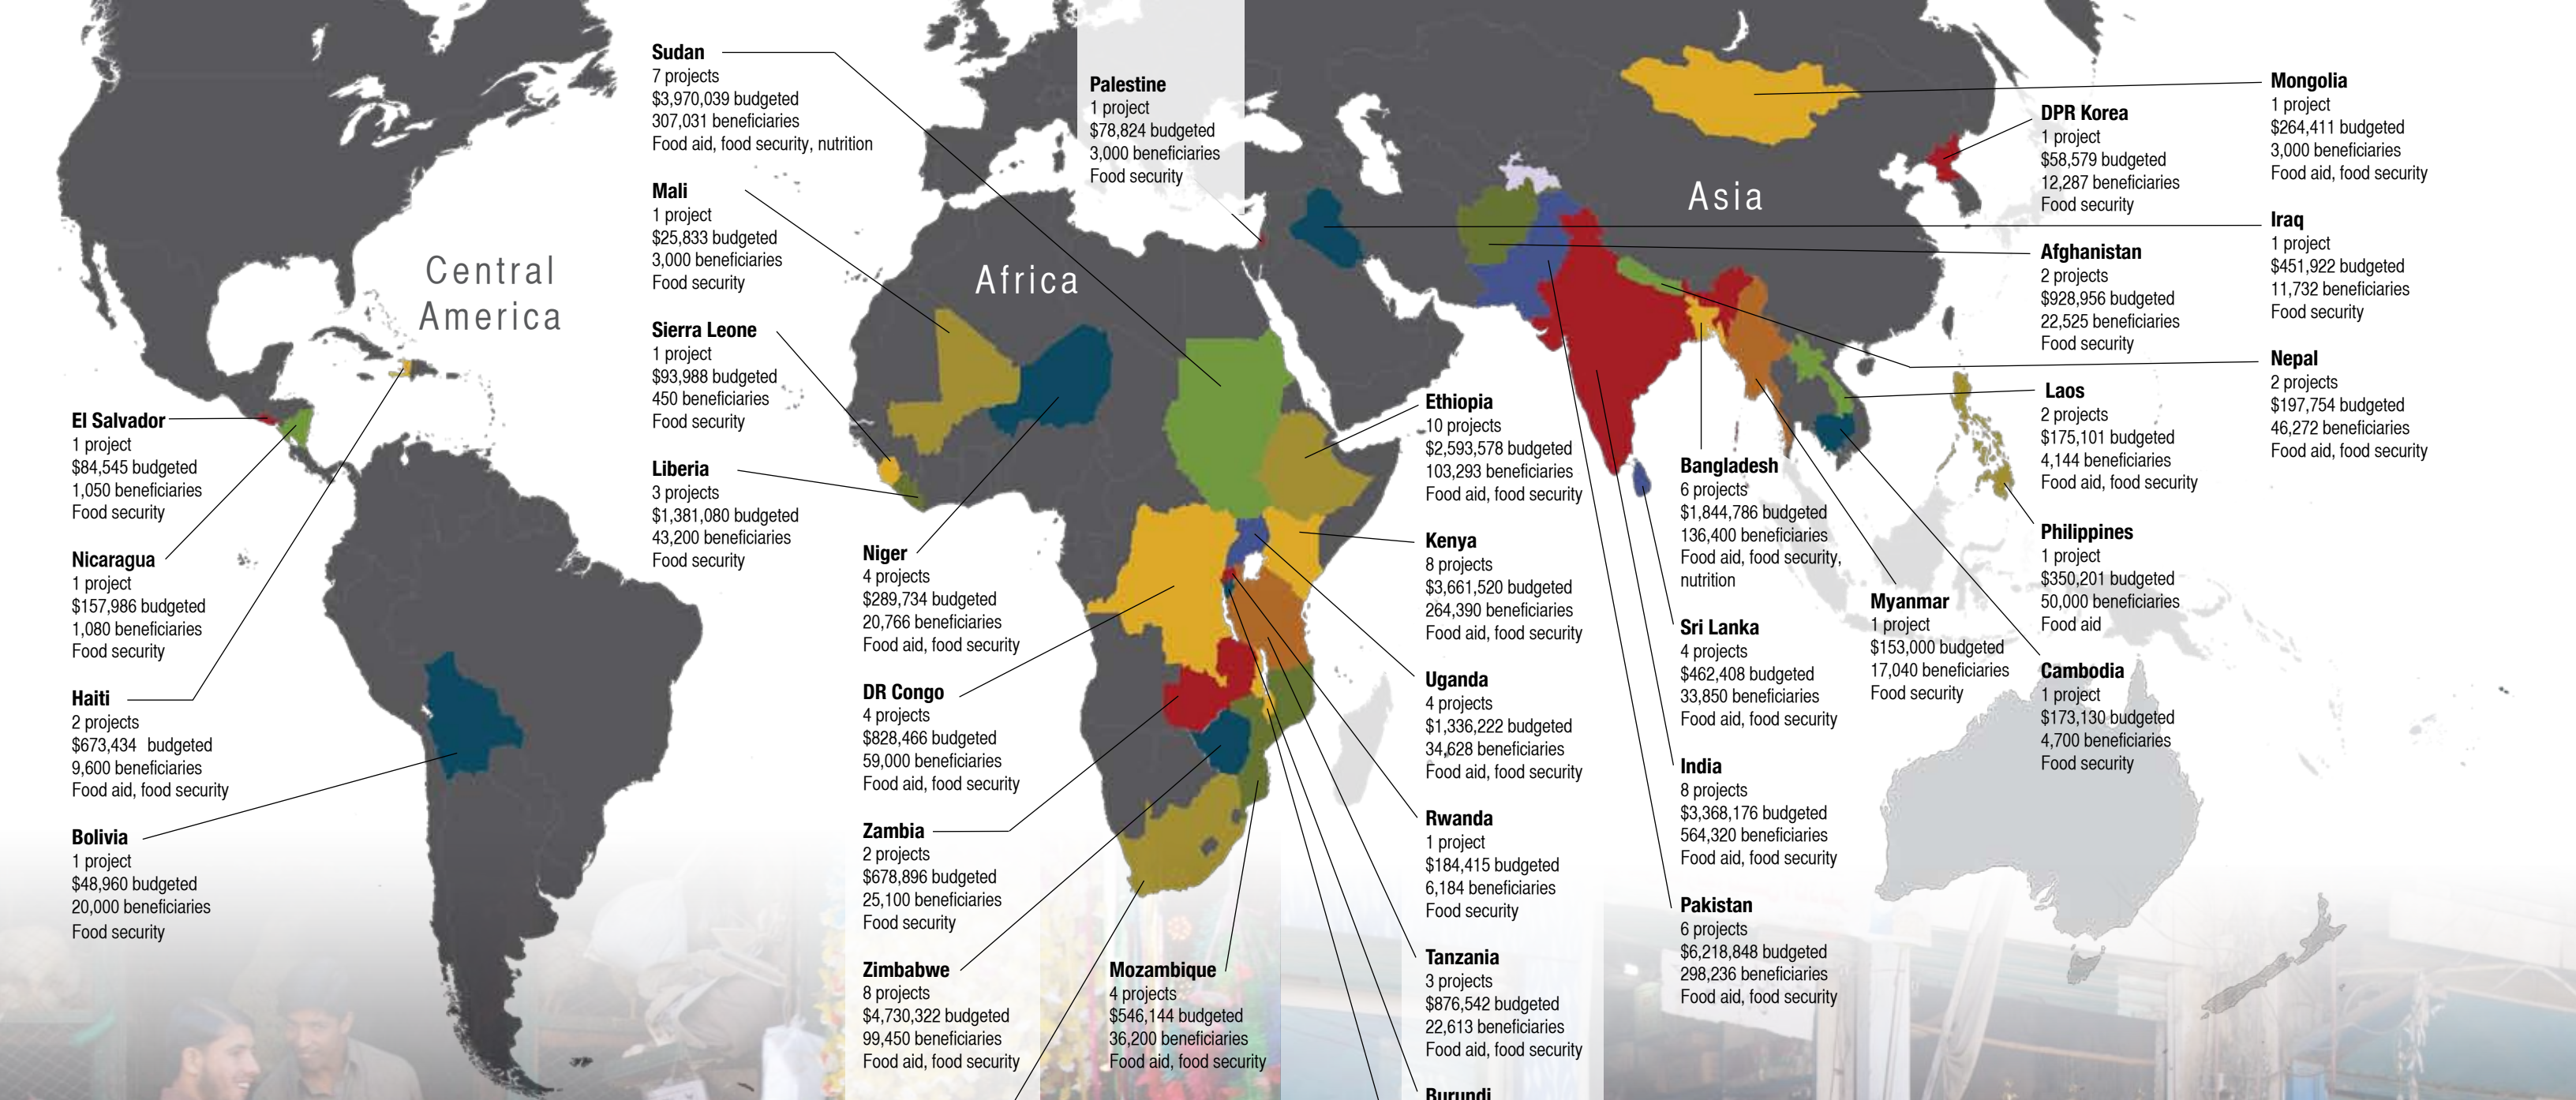 Central
America
El Salvador
1 project
$84,545 budgeted
1,050 beneficiaries
Food security
Nicaragua
1 project
$157,986 budgeted
1,080 beneficiaries
Food security
Haiti
2 projects
$673,434 budgeted
9,600 beneficiaries
Food aid, food security
Bolivia
1 project
$48,960 budgeted
20,000 beneficiaries
Food security
Africa
Sudan
7 projects
$3,970,039 budgeted
307,031 beneficiaries
Food aid, food security, nutrition
Mali
1 project
$25,833 budgeted
3,000 beneficiaries
Food security
Sierra Leone
1 project
$93,988 budgeted
450 beneficiaries
Food security
Liberia
3 projects
$1,381,080 budgeted
43,200 beneficiaries
Food security
Niger
4 projects
$289,734 budgeted
20,766 beneficiaries
Food aid, food security
DR Congo
4 projects
$828,466 budgeted
59,000 beneficiaries
Food aid, food security
Zambia
2 projects
$678,896 budgeted
25,100 beneficiaries
Food security
Zimbabwe
8 projects
$4,730,322 budgeted
99,450 beneficiaries
Food aid, food security
Mozambique
4 projects
$546,144 budgeted
36,200 beneficiaries
Food aid, food security
Palestine
1 project
$78,824 budgeted
3,000 beneficiaries
Food security
Ethiopia
10 projects
$2,593,578 budgeted
103,293 beneficiaries
Food aid, food security
Kenya
8 projects
$3,661,520 budgeted
264,390 beneficiaries
Food aid, food security
Uganda
4 projects
$1,336,222 budgeted
34,628 beneficiaries
Food aid, food security
Rwanda
1 project
$184,415 budgeted
6,184 beneficiaries
Food security
Tanzania
3 projects
$876,542 budgeted
22,613 beneficiaries
Food aid, food security
Burundi
Asia
Bangladesh
6 projects
$1,844,786 budgeted
136,400 beneficiaries
Food aid, food security,
nutrition
Sri Lanka
4 projects
$462,408 budgeted
33,850 beneficiaries
Food aid, food security
India
8 projects
$3,368,176 budgeted
564,320 beneficiaries
Food aid, food security
Pakistan
6 projects
$6,218,848 budgeted
298,236 beneficiaries
Food aid, food security
Myanmar
1 project
$153,000 budgeted
17,040 beneficiaries
Food security
DPR Korea
1 project
$58,579 budgeted
12,287 beneficiaries
Food security
Afghanistan
2 projects
$928,956 budgeted
22,525 beneficiaries
Food security
Laos
2 projects
$175,101 budgeted
4,144 beneficiaries
Food aid, food security
Philippines
1 project
$350,201 budgeted
50,000 beneficiaries
Food aid
Cambodia
1 project
$173,130 budgeted
4,700 beneficiaries
Food security
Mongolia
1 project
$264,411 budgeted
3,000 beneficiaries
Food aid, food security
Iraq
1 project
$451,922 budgeted
11,732 beneficiaries
Food security
Nepal
2 projects
$197,754 budgeted
46,272 beneficiaries
Food aid, food security